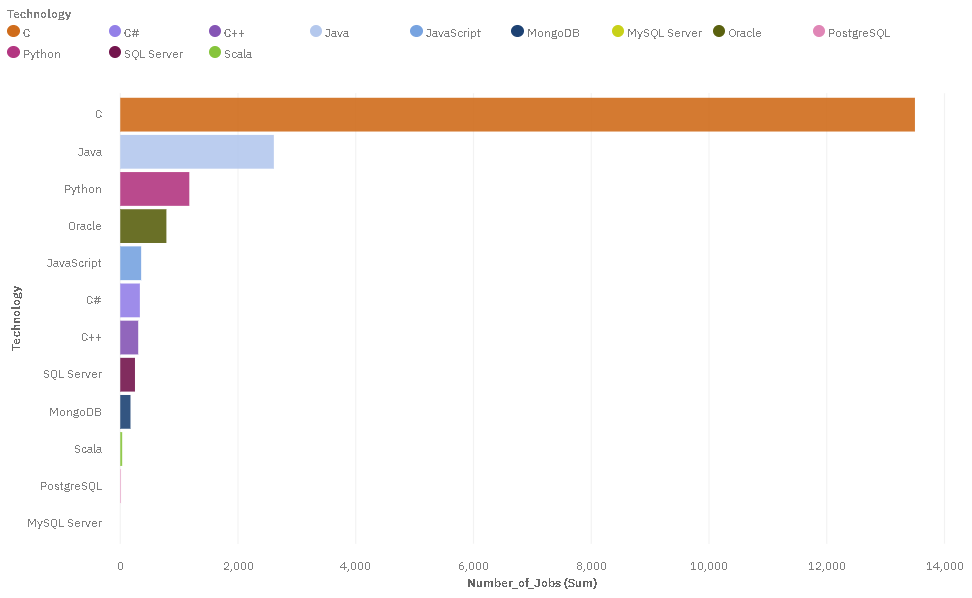 Technology
C C# C++ Java JavaScript MongoDB MySQL Server Oracle PostgreSQL
Python SQL Server Scala
C
Java
Python
Oracle
JavaScript
C#
C++
SQL Server
MongoDB
Scala
PostgreSQL
MySQL Server
Technology
0 2,000 4,000 6,000 8,000 10,000 12,000 14,000
Number_of_Jobs (Sum)